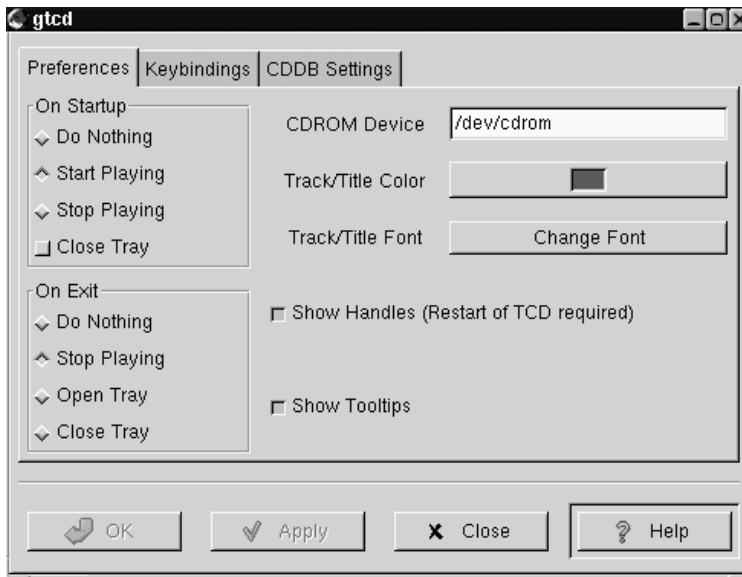 gtcd
Preferences Keybindings CDDB Settings
On Startup
Do Nothing
Start Playing
Stop Playing
Close Tray
On Exit
Do Nothing
Stop Playing
Open Tray
Close Tray
CDROM Device /dev/cdrom
Track/Title Color
Track/Title Font Change Font
Show Handles (Restart of TCD required)
Show Tooltips
OK Apply Close Help